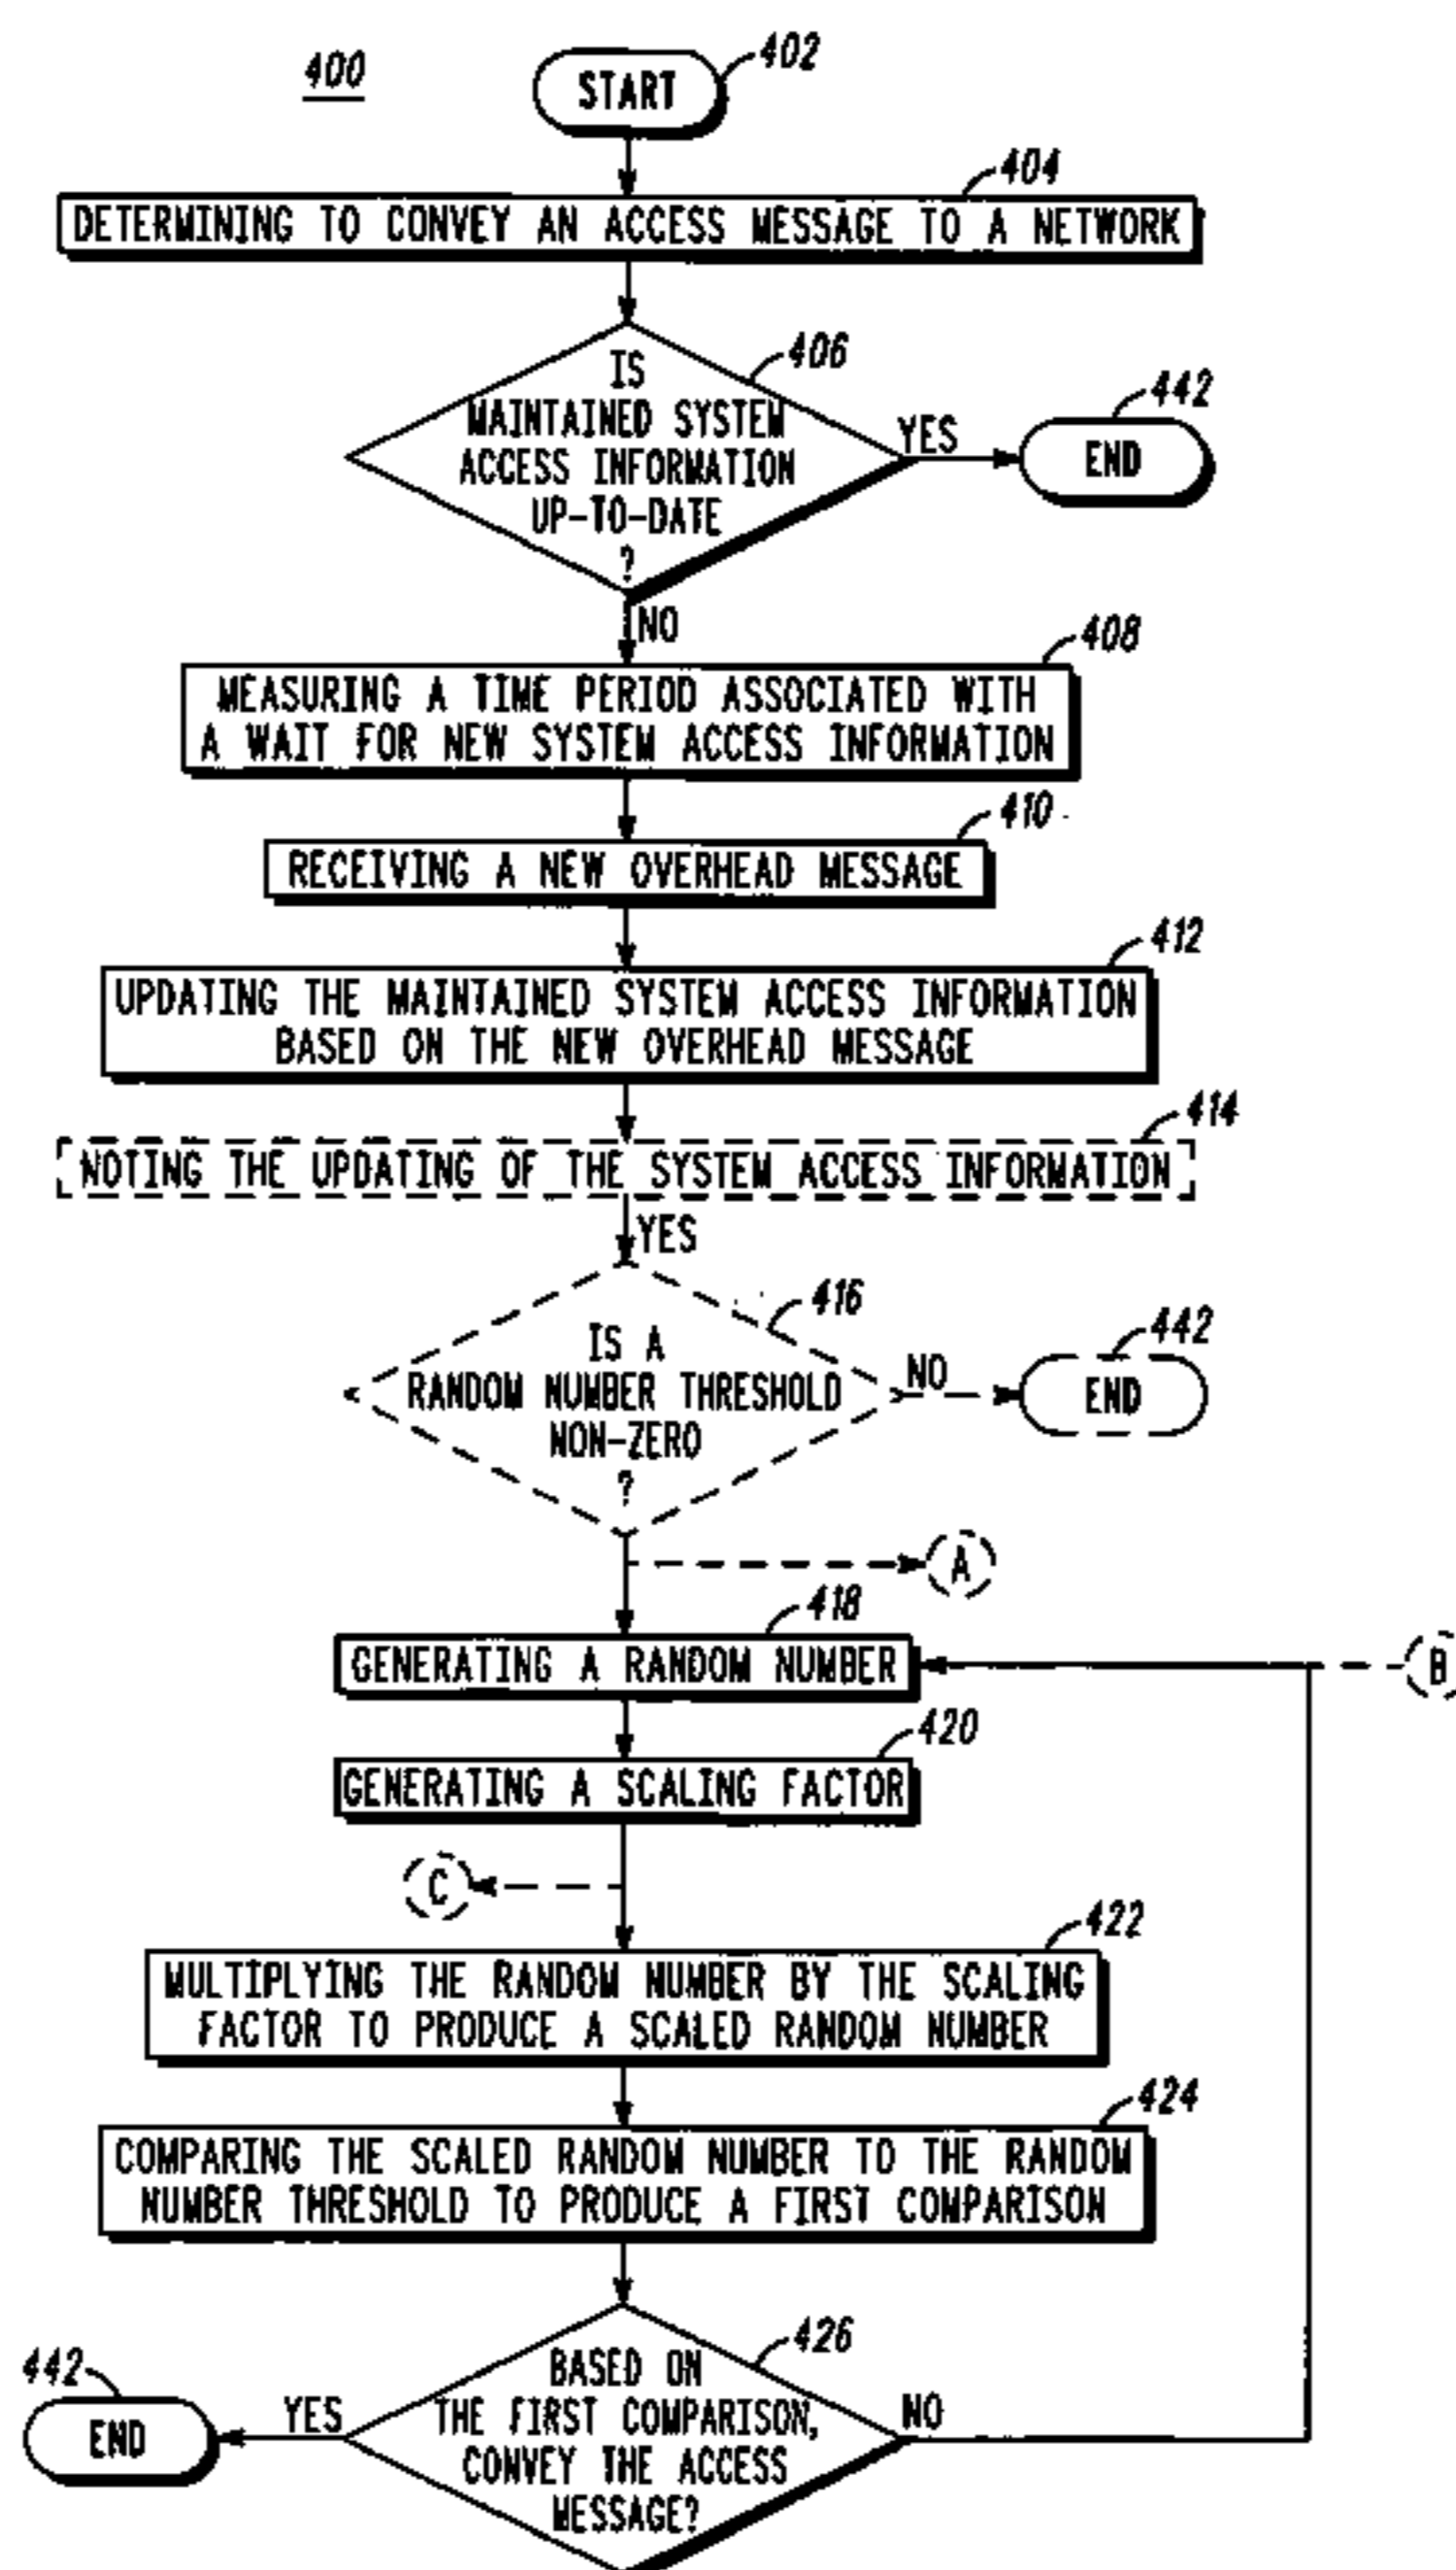 400
START
402
404
DETERMINING TO CONVEY AN ACCESS MESSAGE TO A NETWORK
406
IS
MAINTAINED SYSTEM
ACCESS INFORMATION
UP-TO-DATE
?
YES
442
END
NO
408
MEASURING A TIME PERIOD ASSOCIATED WITH
A WAIT FOR NEW SYSTEM ACCESS INFORMATION
410
RECEIVING A NEW OVERHEAD MESSAGE
412
UPDATING THE MAINTAINED SYSTEM ACCESS INFORMATION
BASED ON THE NEW OVERHEAD MESSAGE
414
NOTING THE UPDATING OF THE SYSTEM ACCESS INFORMATION
YES
416
IS A
RANDOM NUMBER THRESHOLD
NON-ZERO
?
NO
442
END
A
418
GENERATING A RANDOM NUMBER
B
420
GENERATING A SCALING FACTOR
C
422
MULTIPLYING THE RANDOM NUMBER BY THE SCALING
FACTOR TO PRODUCE A SCALED RANDOM NUMBER
424
COMPARING THE SCALED RANDOM NUMBER TO THE RANDOM
NUMBER THRESHOLD TO PRODUCE A FIRST COMPARISON
426
BASED ON
THE FIRST COMPARISON,
CONVEY THE ACCESS
MESSAGE?
YES
442
END
NO